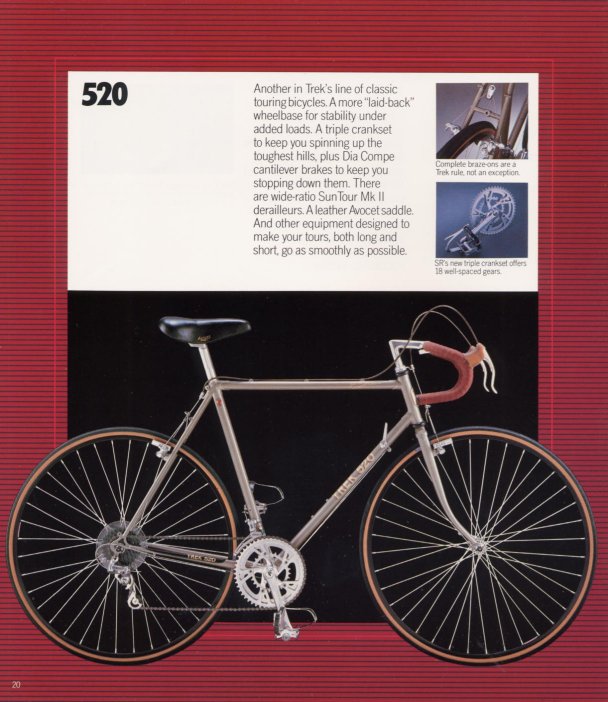 520
Another in Trek's line of classic
touring bicycles. A more "laid-back"
wheelbase for stability under
added loads. A triple crankset
to keep you spinning up the
toughest hills, plus Dia Compe
cantilever brakes to keep you
stopping down them. There
are wide-ratio SunTour Mk II
derailleurs. A leather Avocet saddle.
And other equipment designed to
make your tours, both long and
short, go as smoothly as possible.
Complete braze-ons are a
Trek rule, not an exception.
SR's new triple crankset offers
18 well-spaced gears.
TREK 520
TREK 520
20